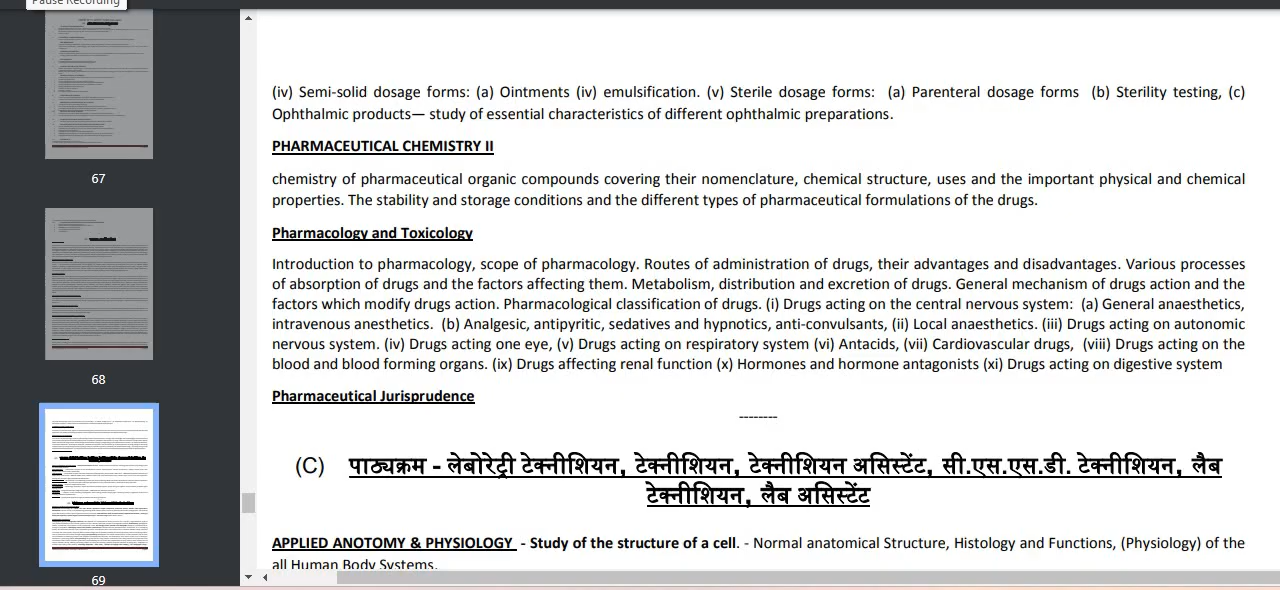 Pause Recording
67
68
69
(iv) Semi-solid dosage forms: (a) Ointments (iv) emulsification. (v) Sterile dosage forms: (a) Parenteral dosage forms (b) Sterility testing, (c)
Ophthalmic products— study of essential characteristics of different ophthalmic preparations.
PHARMACEUTICAL CHEMISTRY II
chemistry of pharmaceutical organic compounds covering their nomenclature, chemical structure, uses and the important physical and chemical
properties. The stability and storage conditions and the different types of pharmaceutical formulations of the drugs.
Pharmacology and Toxicology
Introduction to pharmacology, scope of pharmacology. Routes of administration of drugs, their advantages and disadvantages. Various processes
of absorption of drugs and the factors affecting them. Metabolism, distribution and excretion of drugs. General mechanism of drugs action and the
factors which modify drugs action. Pharmacological classification of drugs. (i) Drugs acting on the central nervous system: (a) General anaesthetics,
intravenous anesthetics. (b) Analgesic, antipyritic, sedatives and hypnotics, anti-convulsants, (ii) Local anaesthetics. (iii) Drugs acting on autonomic
nervous system. (iv) Drugs acting one eye, (v) Drugs acting on respiratory system (vi) Antacids, (vii) Cardiovascular drugs, (viii) Drugs acting on the
blood and blood forming organs. (ix) Drugs affecting renal function (x) Hormones and hormone antagonists (xi) Drugs acting on digestive system
Pharmaceutical Jurisprudence
--------
(C) पाठ्यक्रम - लेबोरेट्री टेक्नीशियन, टेक्नीशियन, टेक्नीशियन असिस्टेंट, सी.एस.एस.डी. टेक्नीशियन, लैब
टेक्नीशियन, लैब असिस्टेंट
APPLIED ANOTOMY & PHYSIOLOGY - Study of the structure of a cell. - Normal anatomical Structure, Histology and Functions, (Physiology) of the
all Human Body Systems.